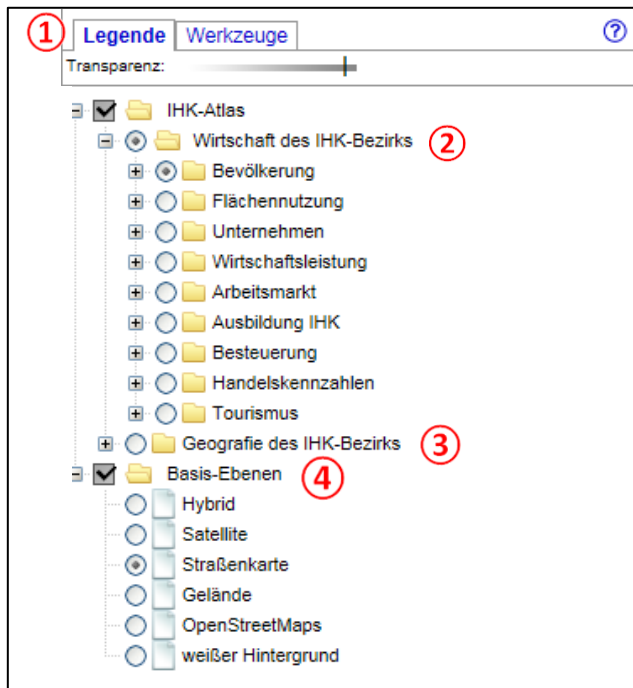 ① Legende Werkzeuge ?
Transparenz:
IHK-Atlas
Wirtschaft des IHK-Bezirks ②
Bevölkerung
Flächennutzung
Unternehmen
Wirtschaftsleistung
Arbeitsmarkt
Ausbildung IHK
Besteuerung
Handelskennzahlen
Tourismus
Geografie des IHK-Bezirks ③
Basis-Ebenen ④
Hybrid
Satellite
Straßenkarte
Gelände
OpenStreetMaps
weißer Hintergrund